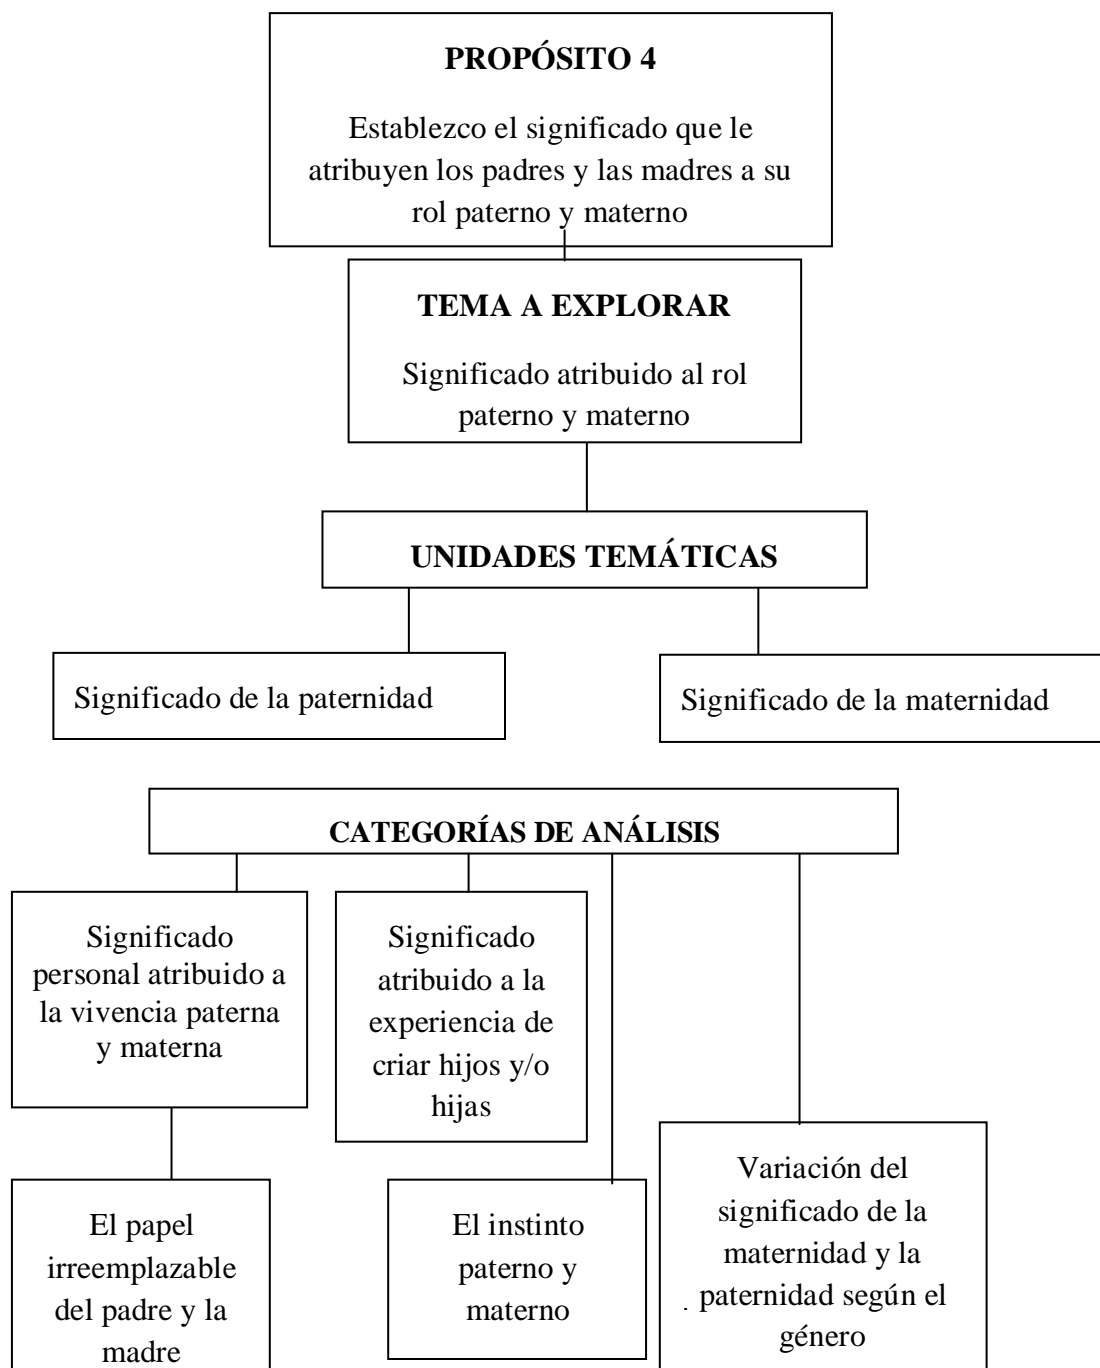 PROPÓSITO 4
Establezco el significado que le
atribuyen los padres y las madres a su
rol paterno y materno
TEMA A EXPLORAR
Significado atribuido al rol
paterno y materno
UNIDADES TEMÁTICAS
Significado de la paternidad
Significado de la maternidad
CATEGORÍAS DE ANÁLISIS
Significado
personal atribuido a
la vivencia paterna
y materna
Significado
atribuido a la
experiencia de
criar hijos y/o
hijas
El papel
irreemplazable
del padre y la
madre
El instinto
paterno y
materno
Variación del
significado de la
maternidad y la
. paternidad según el
género